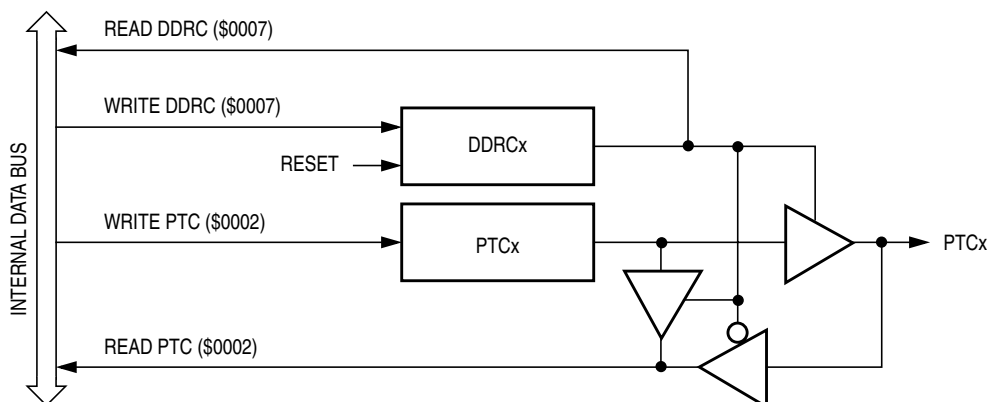 READ DDRC ($0007)
WRITE DDRC ($0007)
DDRCx
RESET
INTERNAL DATA BUS
WRITE PTC ($0002)
PTCx
PTCx
READ PTC ($0002)